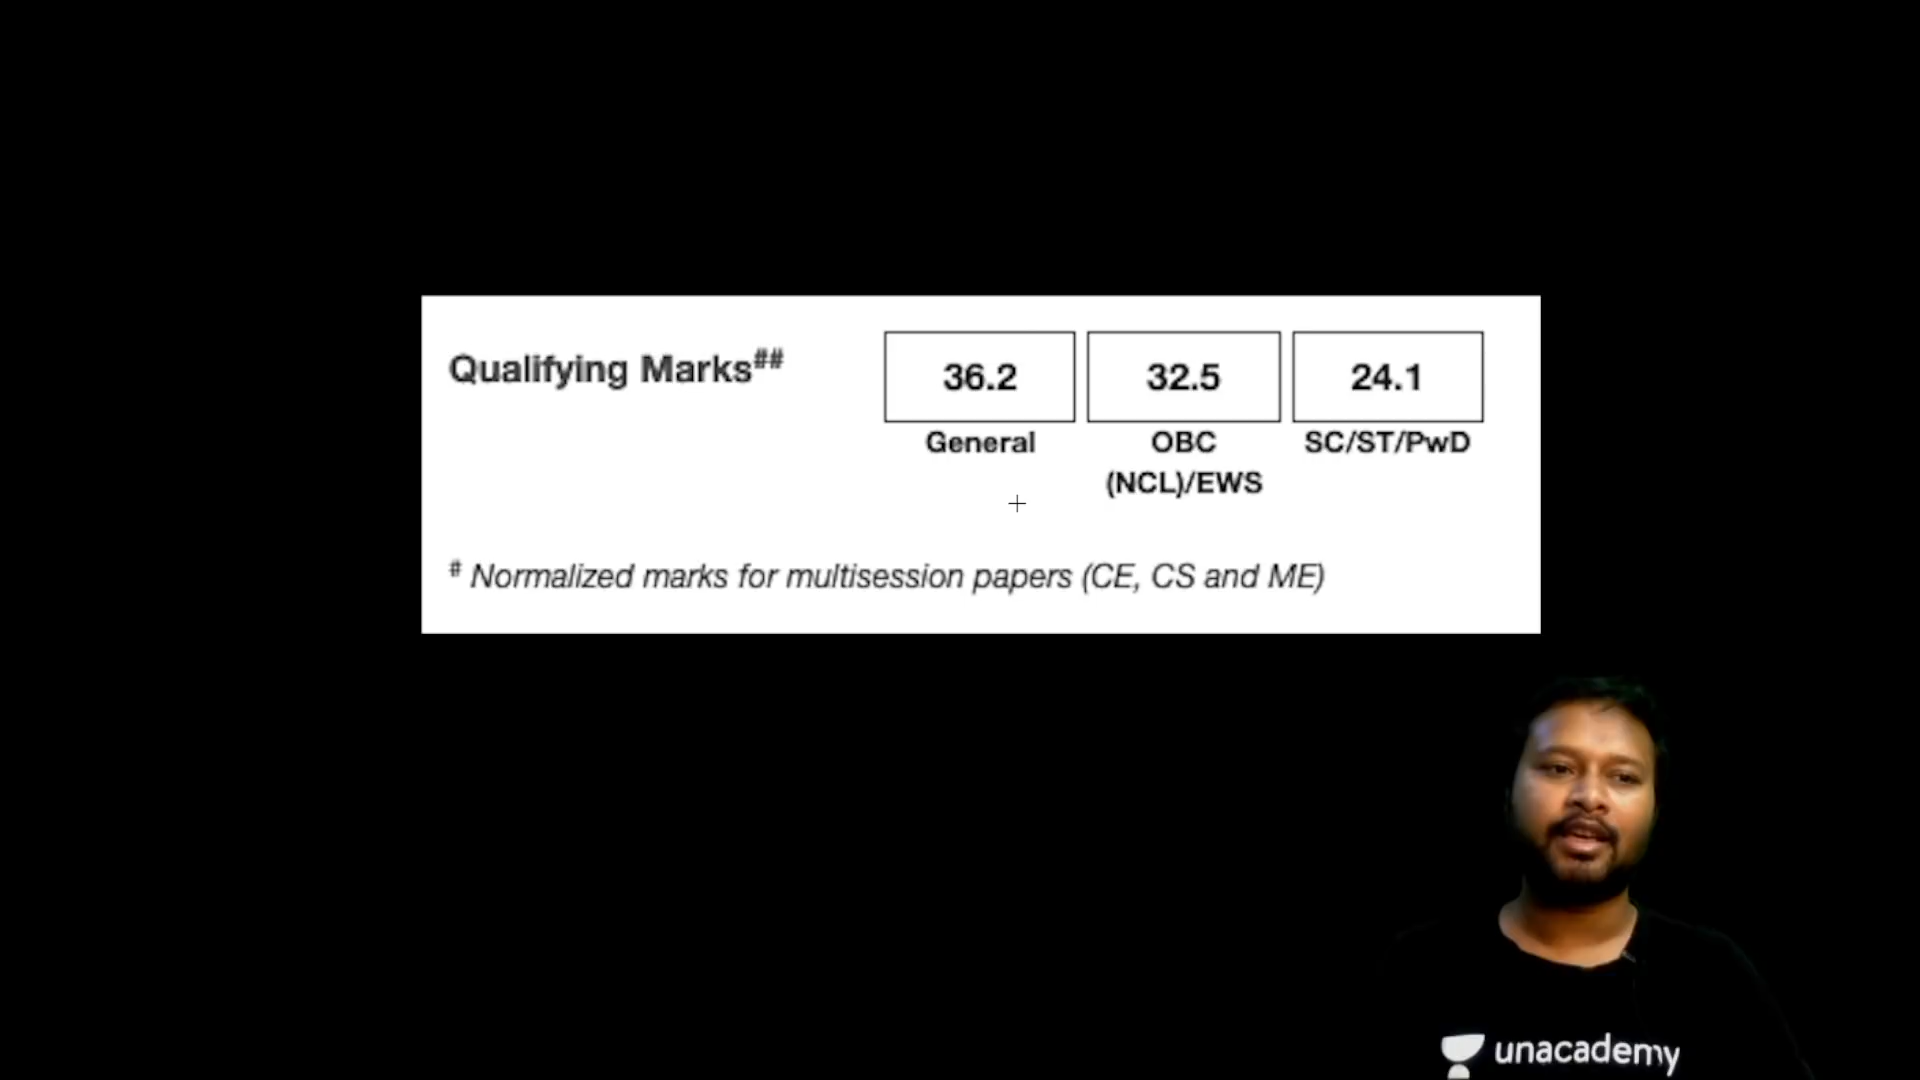 Qualifying Marks## 36.2 32.5 24.1
General OBC SC/ST/PwD
(NCL)/EWS
# Normalized marks for multisession papers (CE, CS and ME)
unacademy